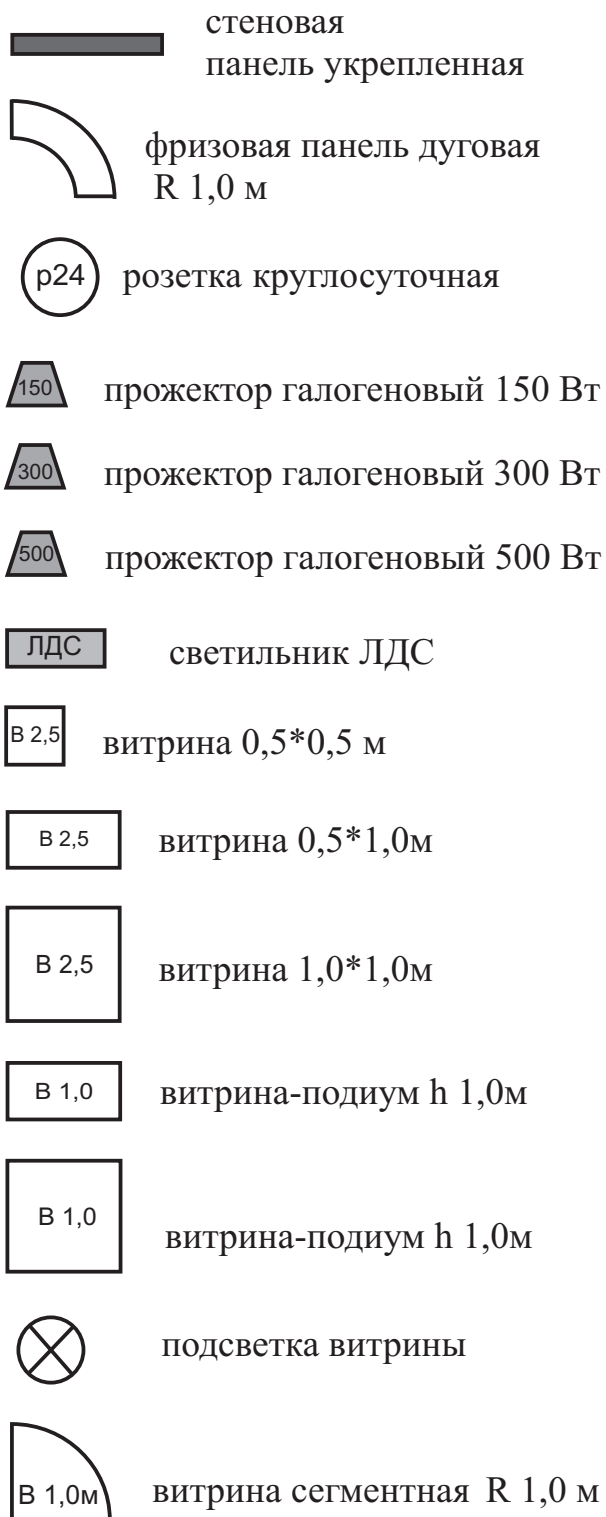 стеновая
панель укрепленная
фризовая панель дуговая
R 1,0 м
р24 розетка круглосуточная
150 прожектор галогеновый 150 Вт
300 прожектор галогеновый 300 Вт
500 прожектор галогеновый 500 Вт
ЛДС светильник ЛДС
В 2,5 витрина 0,5*0,5 м
В 2,5 витрина 0,5*1,0м
В 2,5 витрина 1,0*1,0м
В 1,0 витрина-подиум h 1,0м
В 1,0 витрина-подиум h 1,0м
подсветка витрины
В 1,0м витрина сегментная R 1,0 м